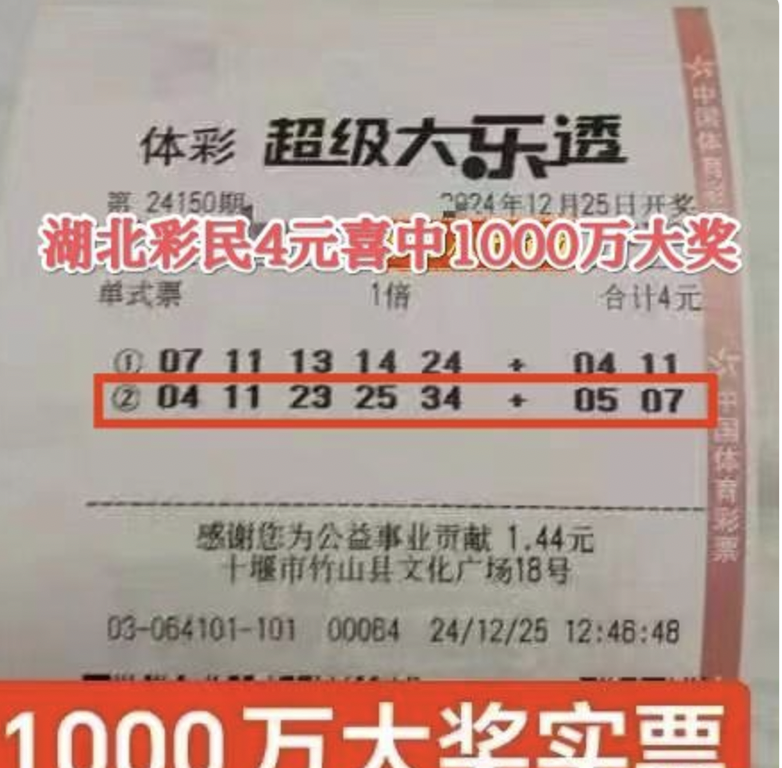 体彩 超级大乐透
第 24150期 2024年12月25日开奖
湖北彩民4元喜中1000万大奖
单式票 1倍 合计4元
① 07 11 13 14 24 + 04 11
② 04 11 23 25 34 + 05 07
感谢您为公益事业贡献 1.44元
十堰市竹山县文化广场18号
03-064101-101 00064 24/12/25 12:46:48
1000万大奖实票
中国体育彩
中国体育彩票